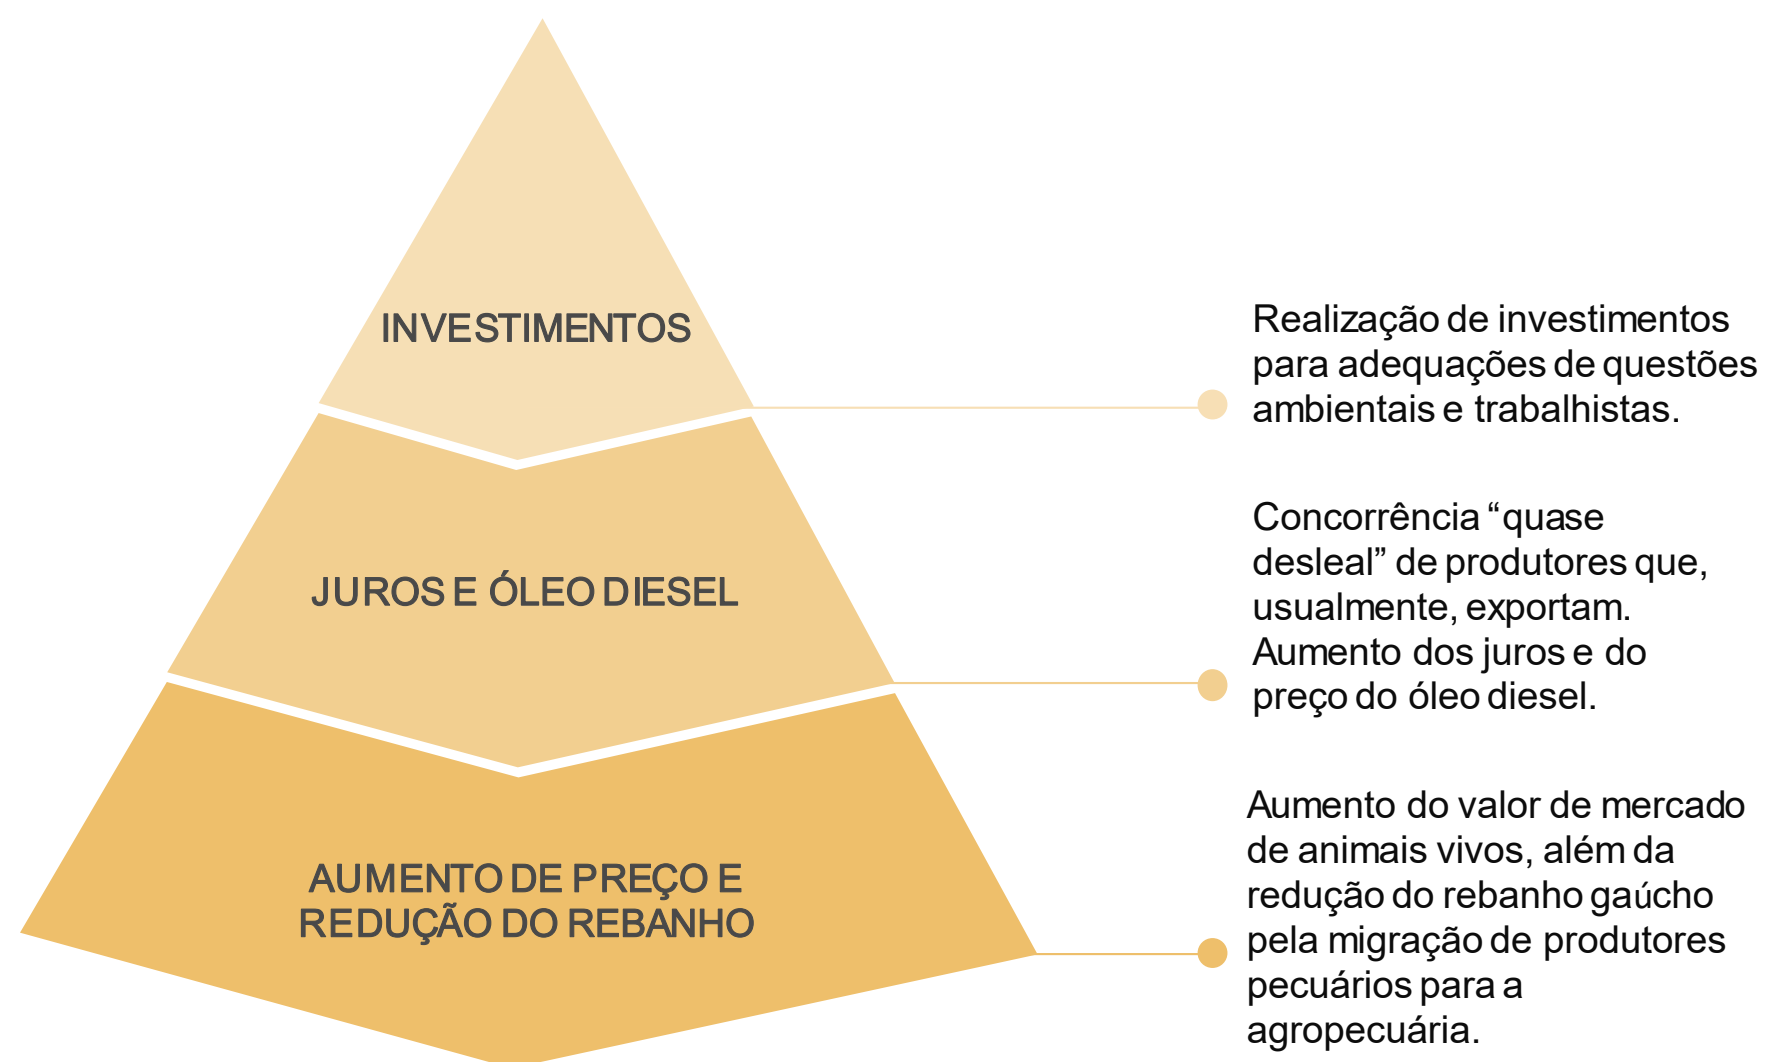 INVESTIMENTOS
Realização de investimentos
para adequações de questões
ambientais e trabalhistas.
JUROS E ÓLEO DIESEL
Concorrência “quase
desleal” de produtores que,
usualmente, exportam.
Aumento dos juros e do
preço do óleo diesel.
AUMENTO DE PREÇO E
REDUÇÃO DO REBANHO
Aumento do valor de mercado
de animais vivos, além da
redução do rebanho gaúcho
pela migração de produtores
pecuários para a
agropecuária.